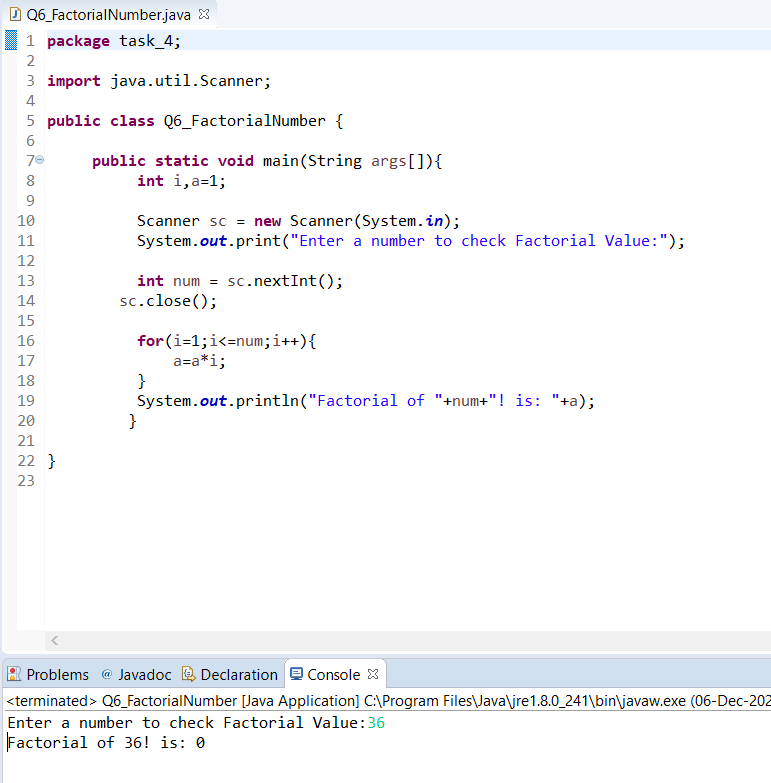 Q6_FactorialNumber.java
1 package task_4;
2
3 import java.util.Scanner;
4
5 public class Q6_FactorialNumber {
6
7 public static void main(String args[]){
8 int i,a=1;
9
10 Scanner sc = new Scanner(System.in);
11 System.out.print("Enter a number to check Factorial Value:");
12
13 int num = sc.nextInt();
14 sc.close();
15
16 for(i=1;i<=num;i++){
17 a=a*i;
18 }
19 System.out.println("Factorial of "+num+"! is: "+a);
20 }
21
22 }
23
Problems @ Javadoc Declaration Console
<terminated> Q6_FactorialNumber [Java Application] C:\Program Files\Java\jre1.8.0_241\bin\javaw.exe (06-Dec-202
Enter a number to check Factorial Value:36
Factorial of 36! is: 0